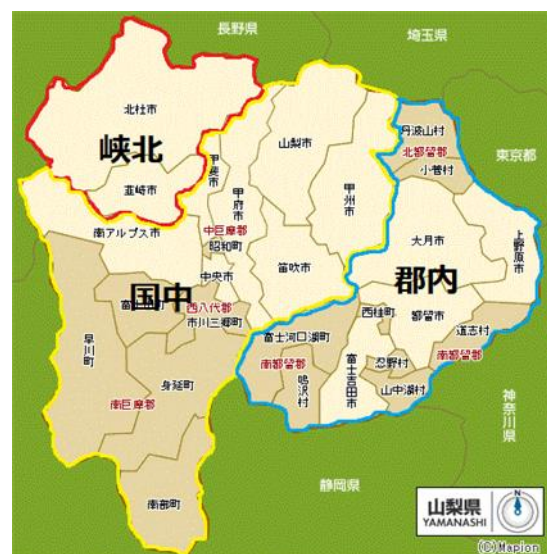 長野県
埼玉県
北杜市
峡北
韮崎市
丹波山村
北都留郡
小菅村
東京都
山梨市
甲斐市
甲府市
甲州市
中巨摩郡
昭和町
南アルプス市
中央市
笛吹市
大月市
上野原市
国中
郡内
西八代郡
市川三郷町
西桂町
都留市
道志村
早川町
富士河口湖町
南都留郡
鳴沢村
富士吉田市
忍野村
南都留郡
山中湖村
身延町
南巨摩郡
神奈川県
南部町
静岡県
山梨県
YAMANASHI
N
(C)Mapion